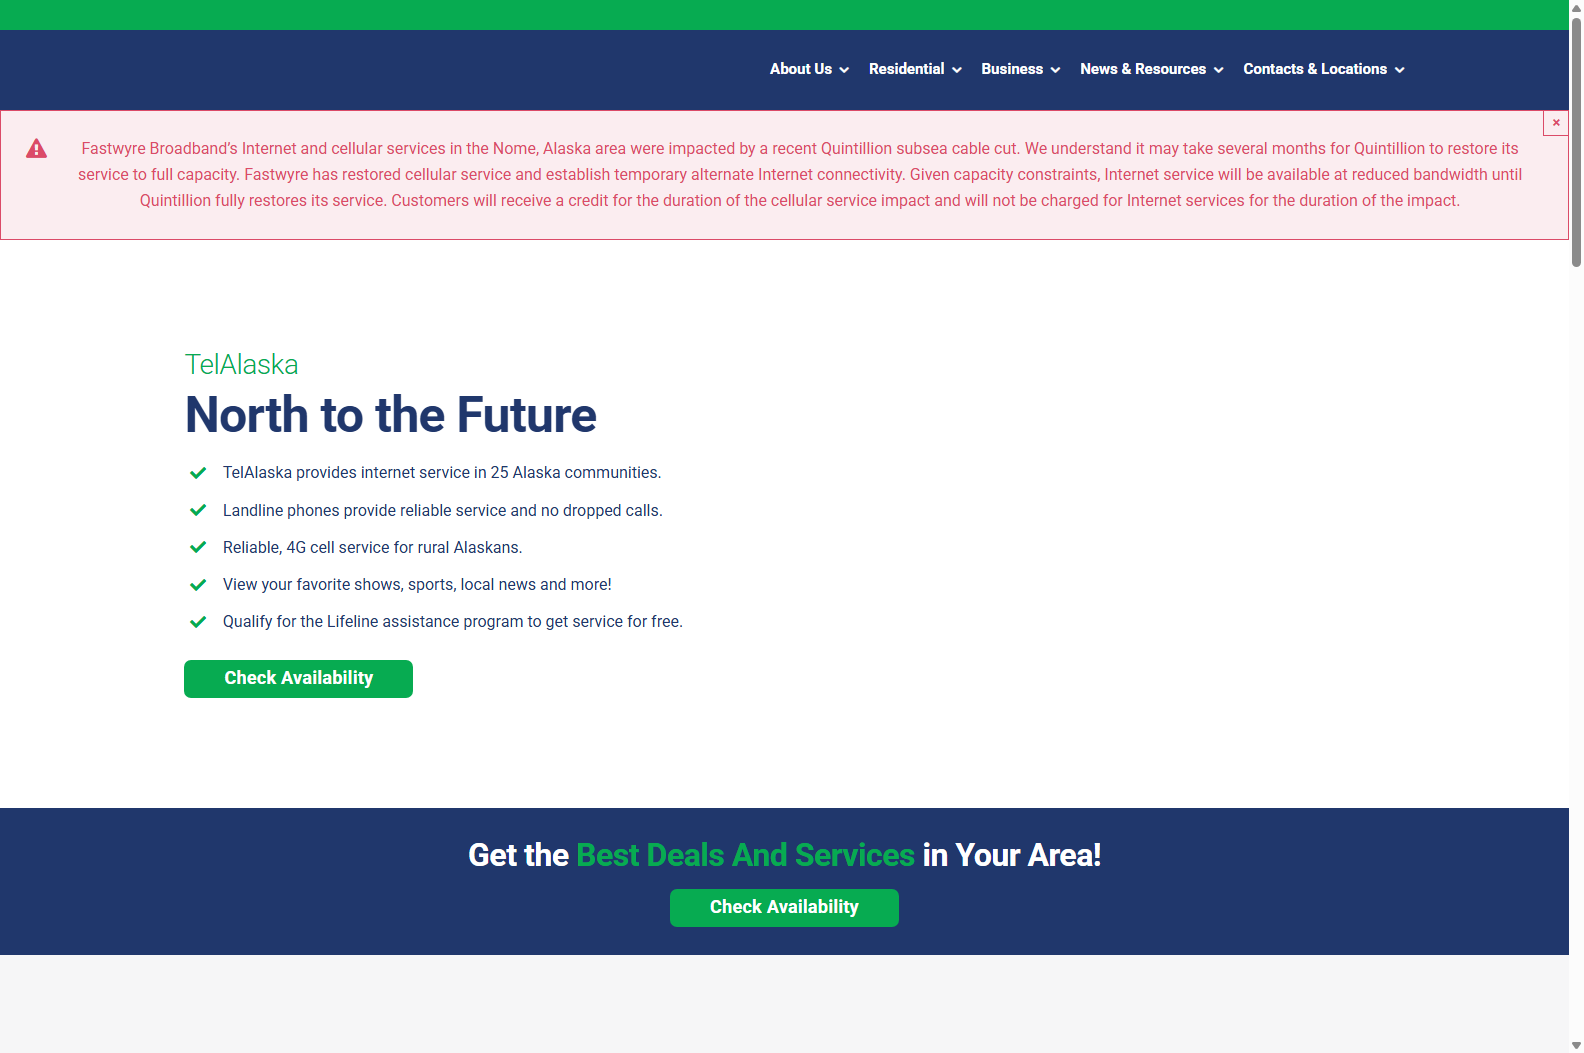 About Us
Residential
Business
News & Resources
Contacts & Locations
×
Fastwyre Broadband’s Internet and cellular services in the Nome, Alaska area were impacted by a recent Quintillion subsea cable cut. We understand it may take several months for Quintillion to restore its
service to full capacity. Fastwyre has restored cellular service and establish temporary alternate Internet connectivity. Given capacity constraints, Internet service will be available at reduced bandwidth until
Quintillion fully restores its service. Customers will receive a credit for the duration of the cellular service impact and will not be charged for Internet services for the duration of the impact.
TelAlaska
North to the Future
TelAlaska provides internet service in 25 Alaska communities.
Landline phones provide reliable service and no dropped calls.
Reliable, 4G cell service for rural Alaskans.
View your favorite shows, sports, local news and more!
Qualify for the Lifeline assistance program to get service for free.
Check Availability
Get the Best Deals And Services in Your Area!
Check Availability